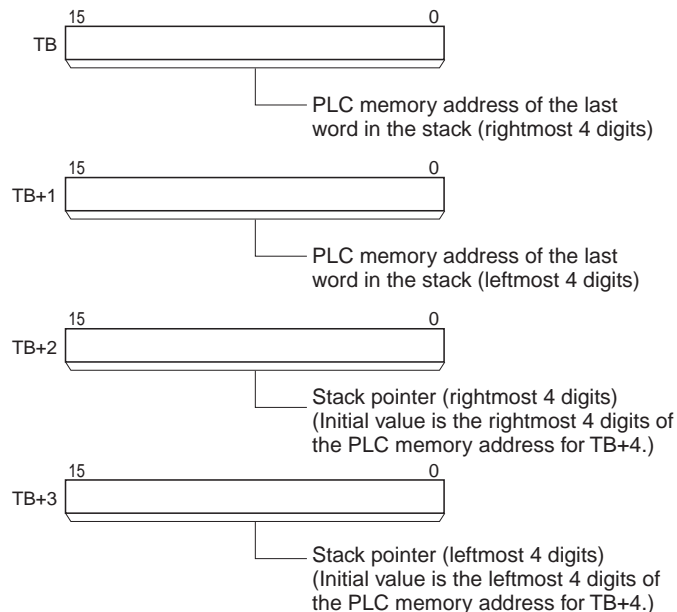 15 0
TB
PLC memory address of the last
word in the stack (rightmost 4 digits)
15 0
TB+1
PLC memory address of the last
word in the stack (leftmost 4 digits)
15 0
TB+2
Stack pointer (rightmost 4 digits)
(Initial value is the rightmost 4 digits of
the PLC memory address for TB+4.)
15 0
TB+3
Stack pointer (leftmost 4 digits)
(Initial value is the leftmost 4 digits of
the PLC memory address for TB+4.)